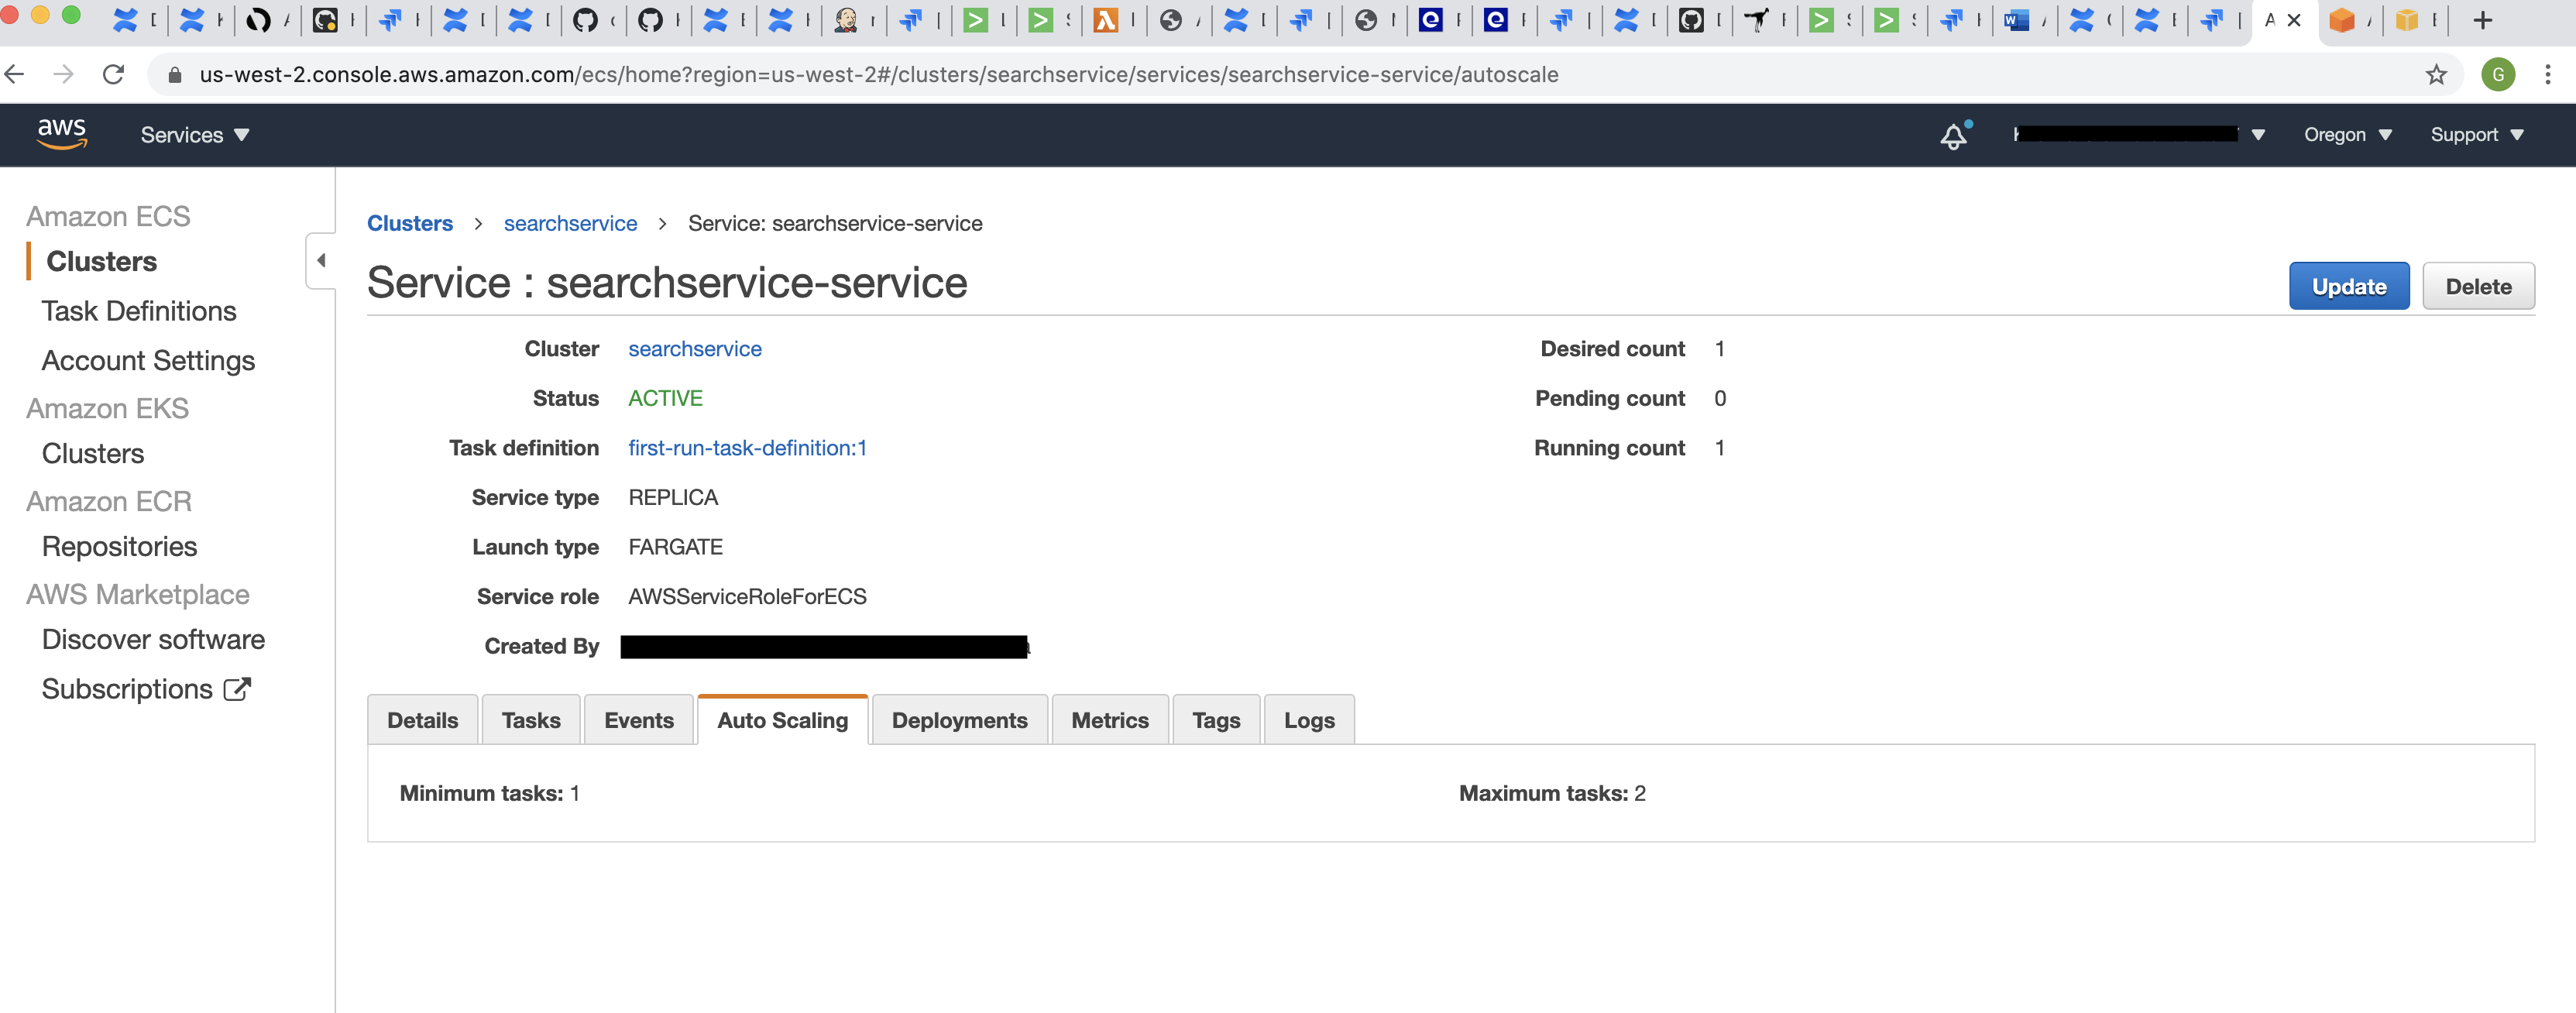 us-west-2.console.aws.amazon.com/ecs/home?region=us-west-2#/clusters/searchservice/services/searchservice-service/autoscale
G
aws
Services
Oregon
Support
Amazon ECS
Clusters
Task Definitions
Account Settings
Amazon EKS
Clusters
Amazon ECR
Repositories
AWS Marketplace
Discover software
Subscriptions
Clusters > searchservice > Service: searchservice-service
Service : searchservice-service
Update
Delete
Cluster searchservice
Status ACTIVE
Task definition first-run-task-definition:1
Service type REPLICA
Launch type FARGATE
Service role AWSServiceRoleForECS
Created By
Desired count 1
Pending count 0
Running count 1
Details
Tasks
Events
Auto Scaling
Deployments
Metrics
Tags
Logs
Minimum tasks: 1
Maximum tasks: 2